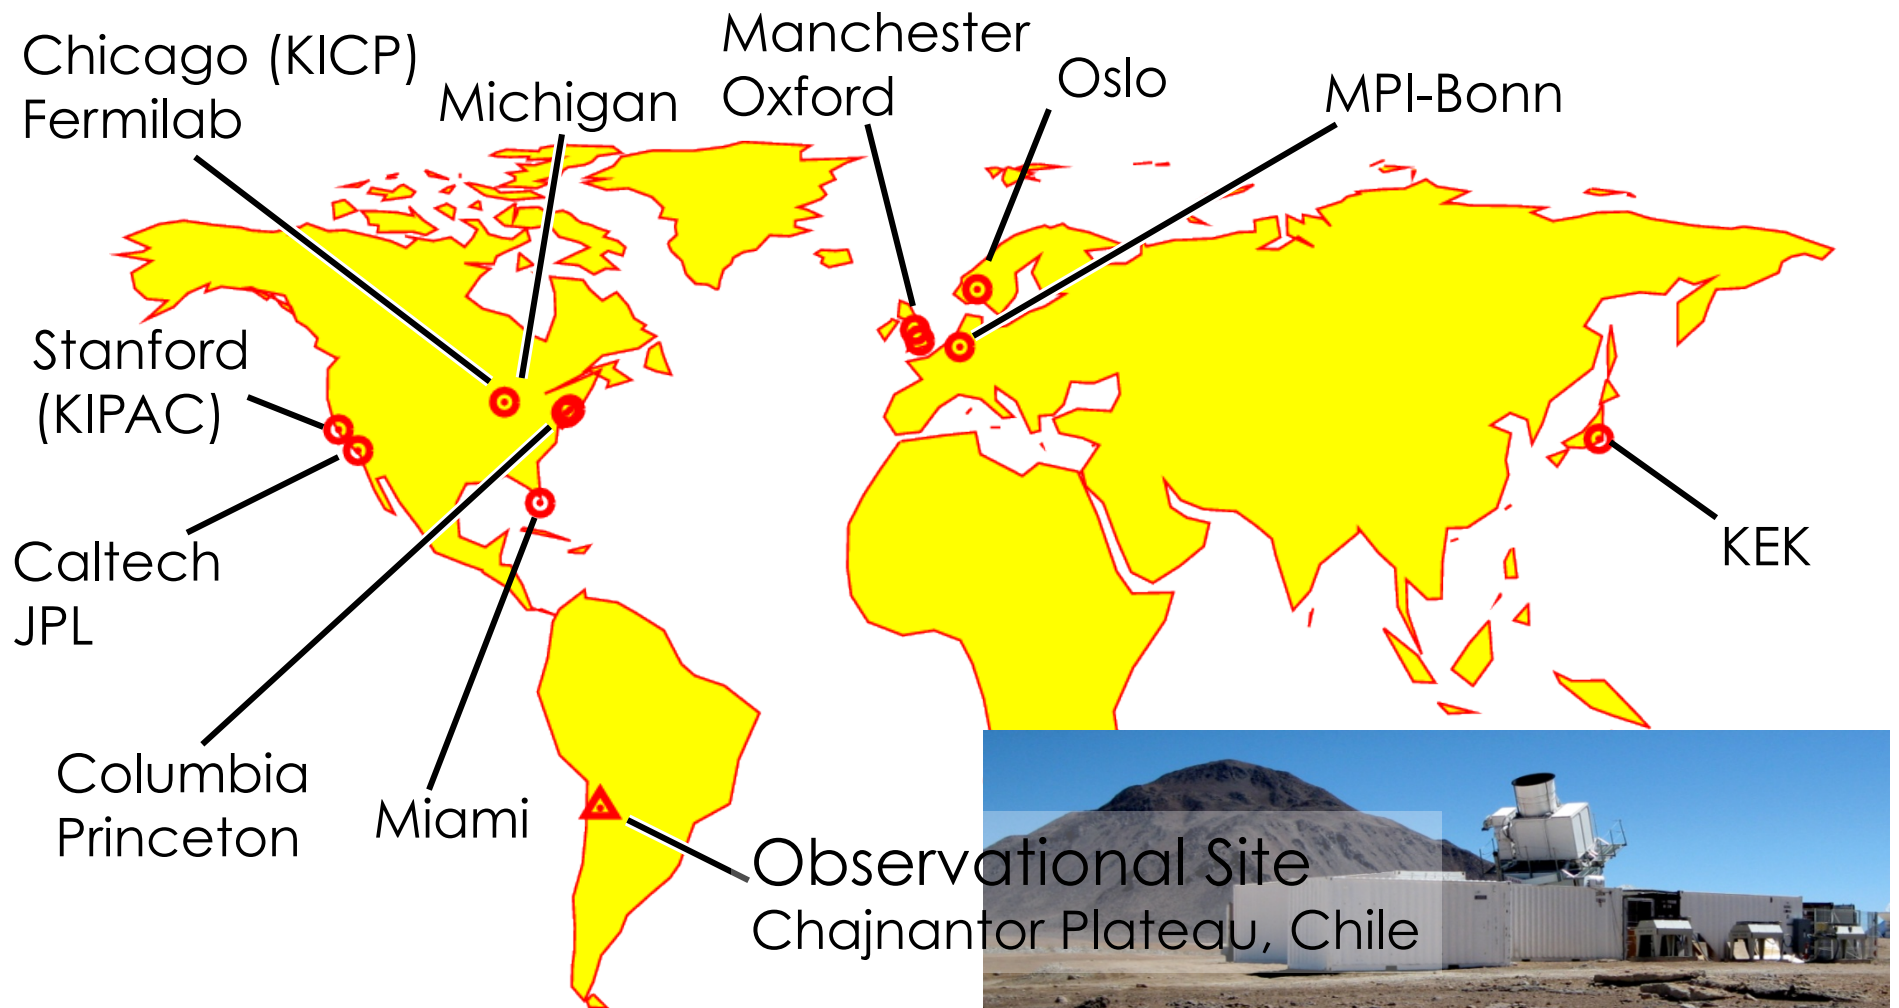 Chicago (KICP)
Fermilab
Michigan
Manchester
Oxford
Oslo
MPI-Bonn
Stanford
(KIPAC)
Caltech
JPL
KEK
Columbia
Princeton
Miami
Observational Site
Chajnantor Plateau, Chile